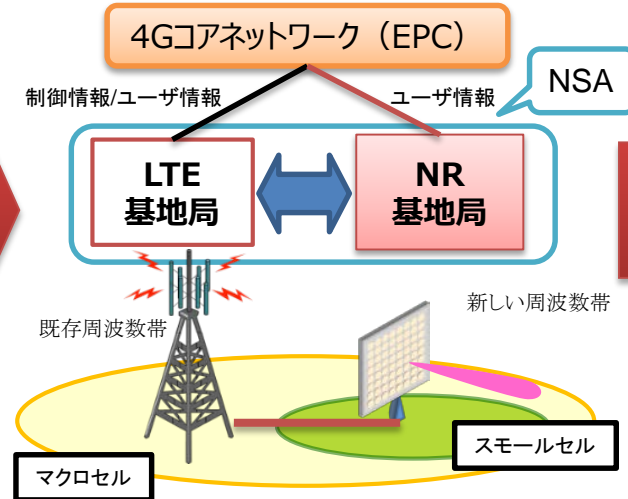 4Gコアネットワーク（EPC）
制御情報/ユーザ情報
ユーザ情報
NSA
LTE
基地局
NR
基地局
既存周波数帯
新しい周波数帯
スモールセル
マクロセル